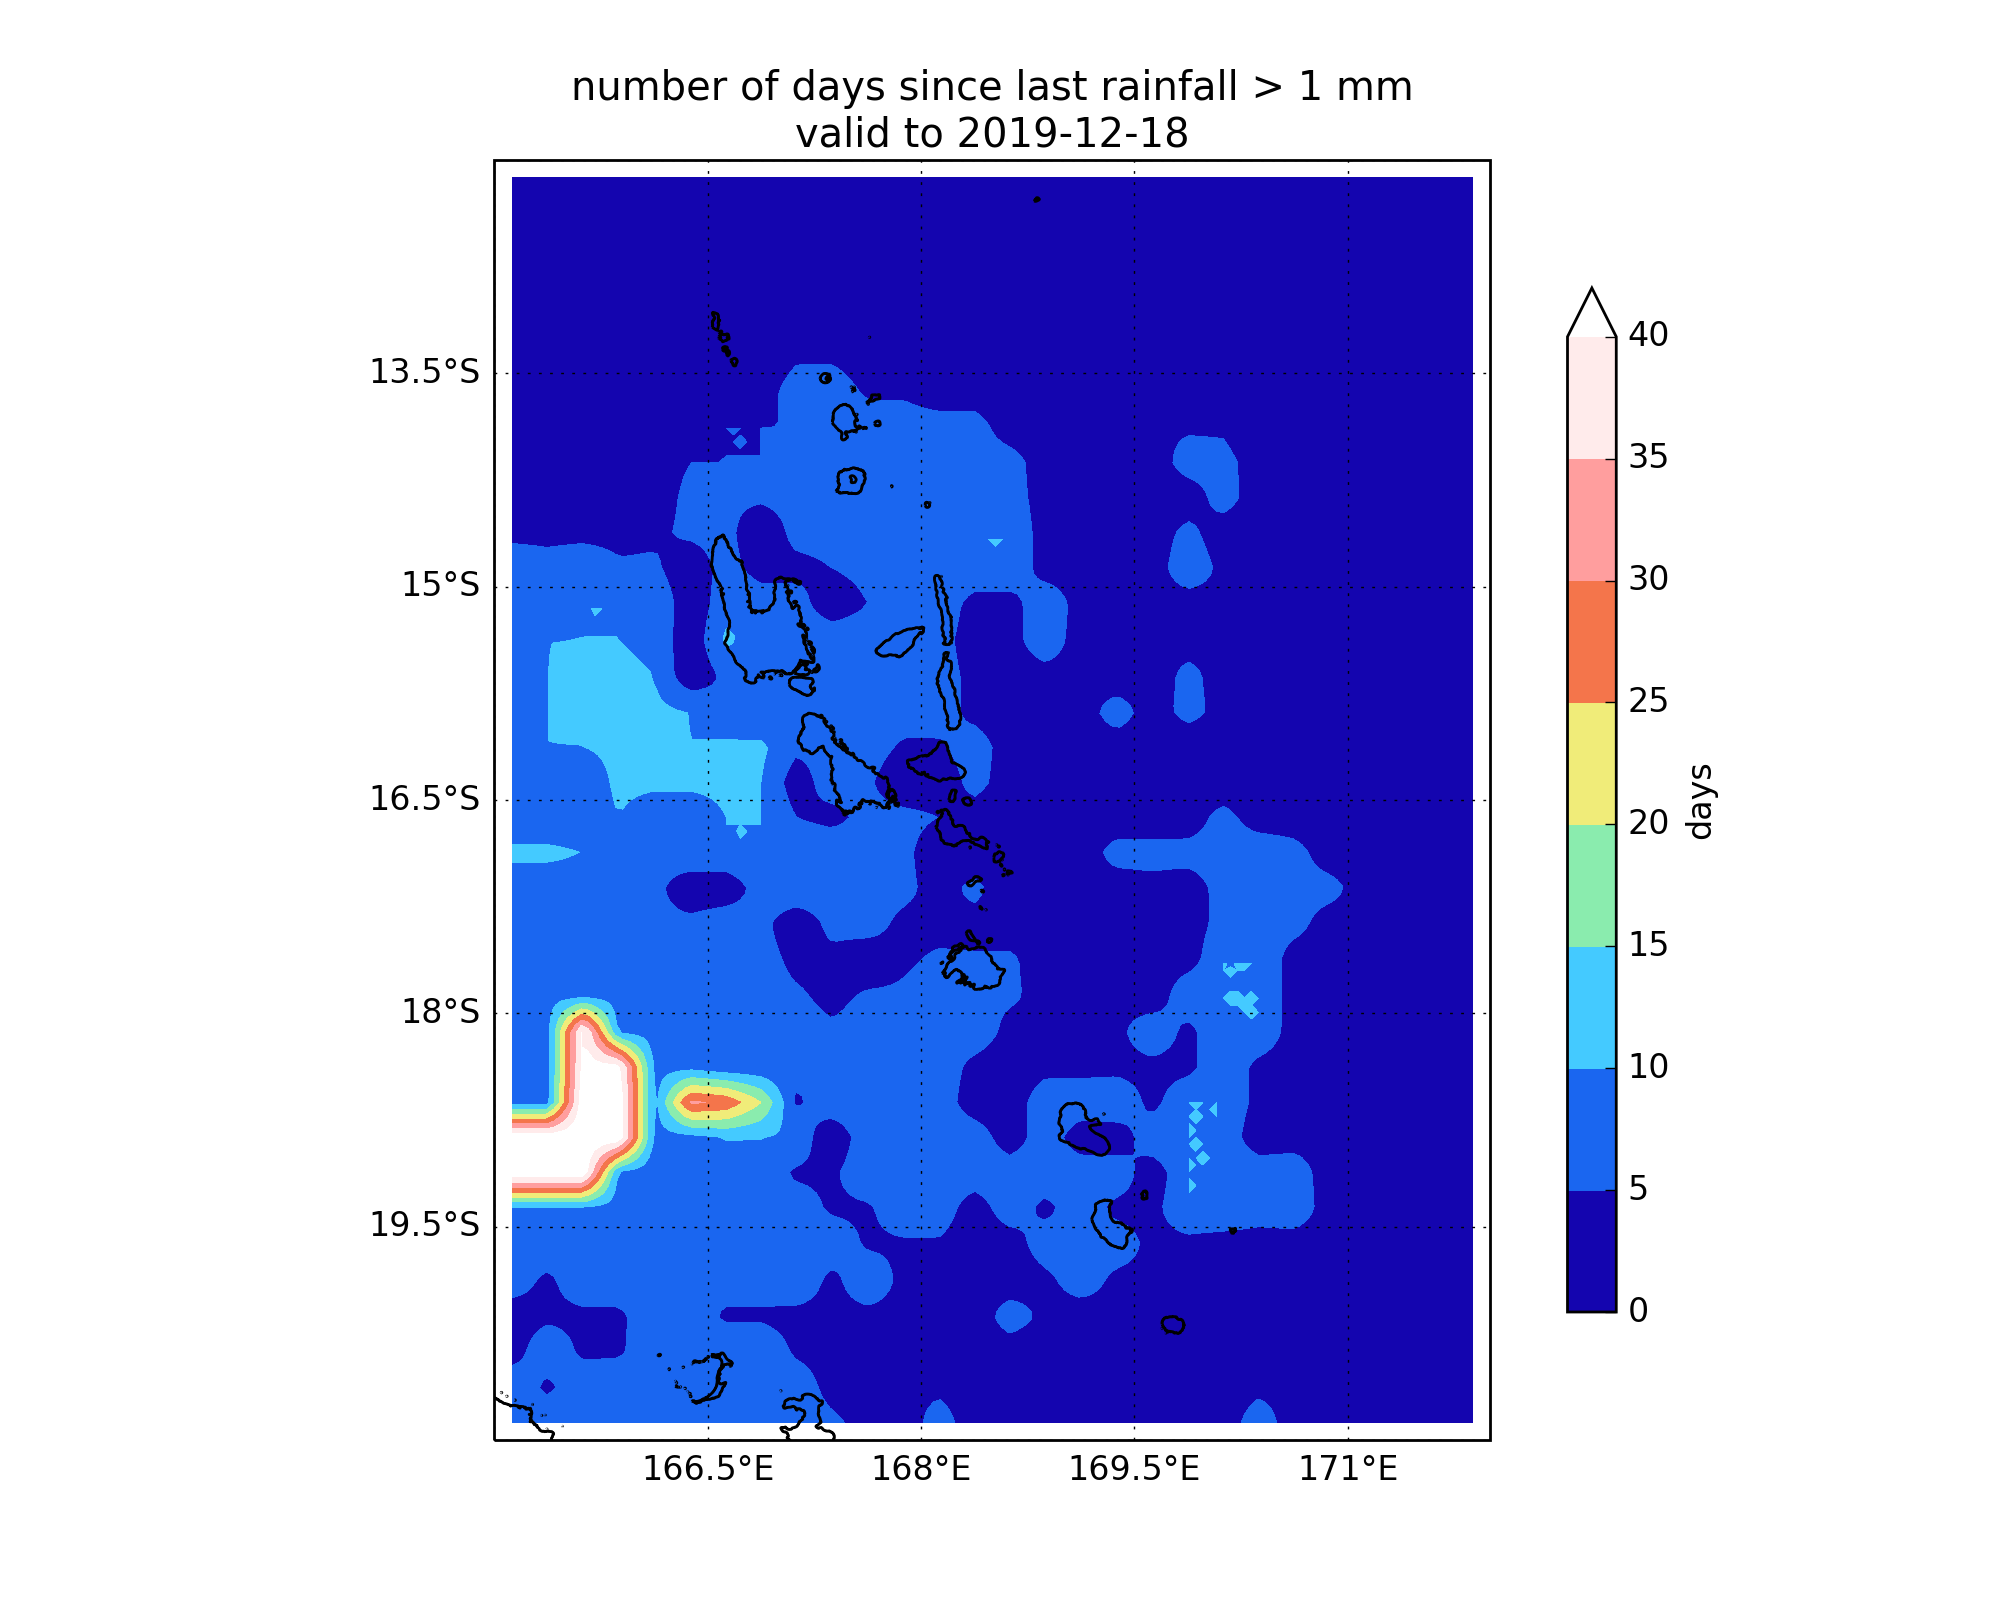 number of days since last rainfall > 1 mm
valid to 2019-12-18
13.5°S
15°S
16.5°S
18°S
19.5°S
166.5°E
168°E
169.5°E
171°E
40
35
30
25
20
15
10
5
0
days